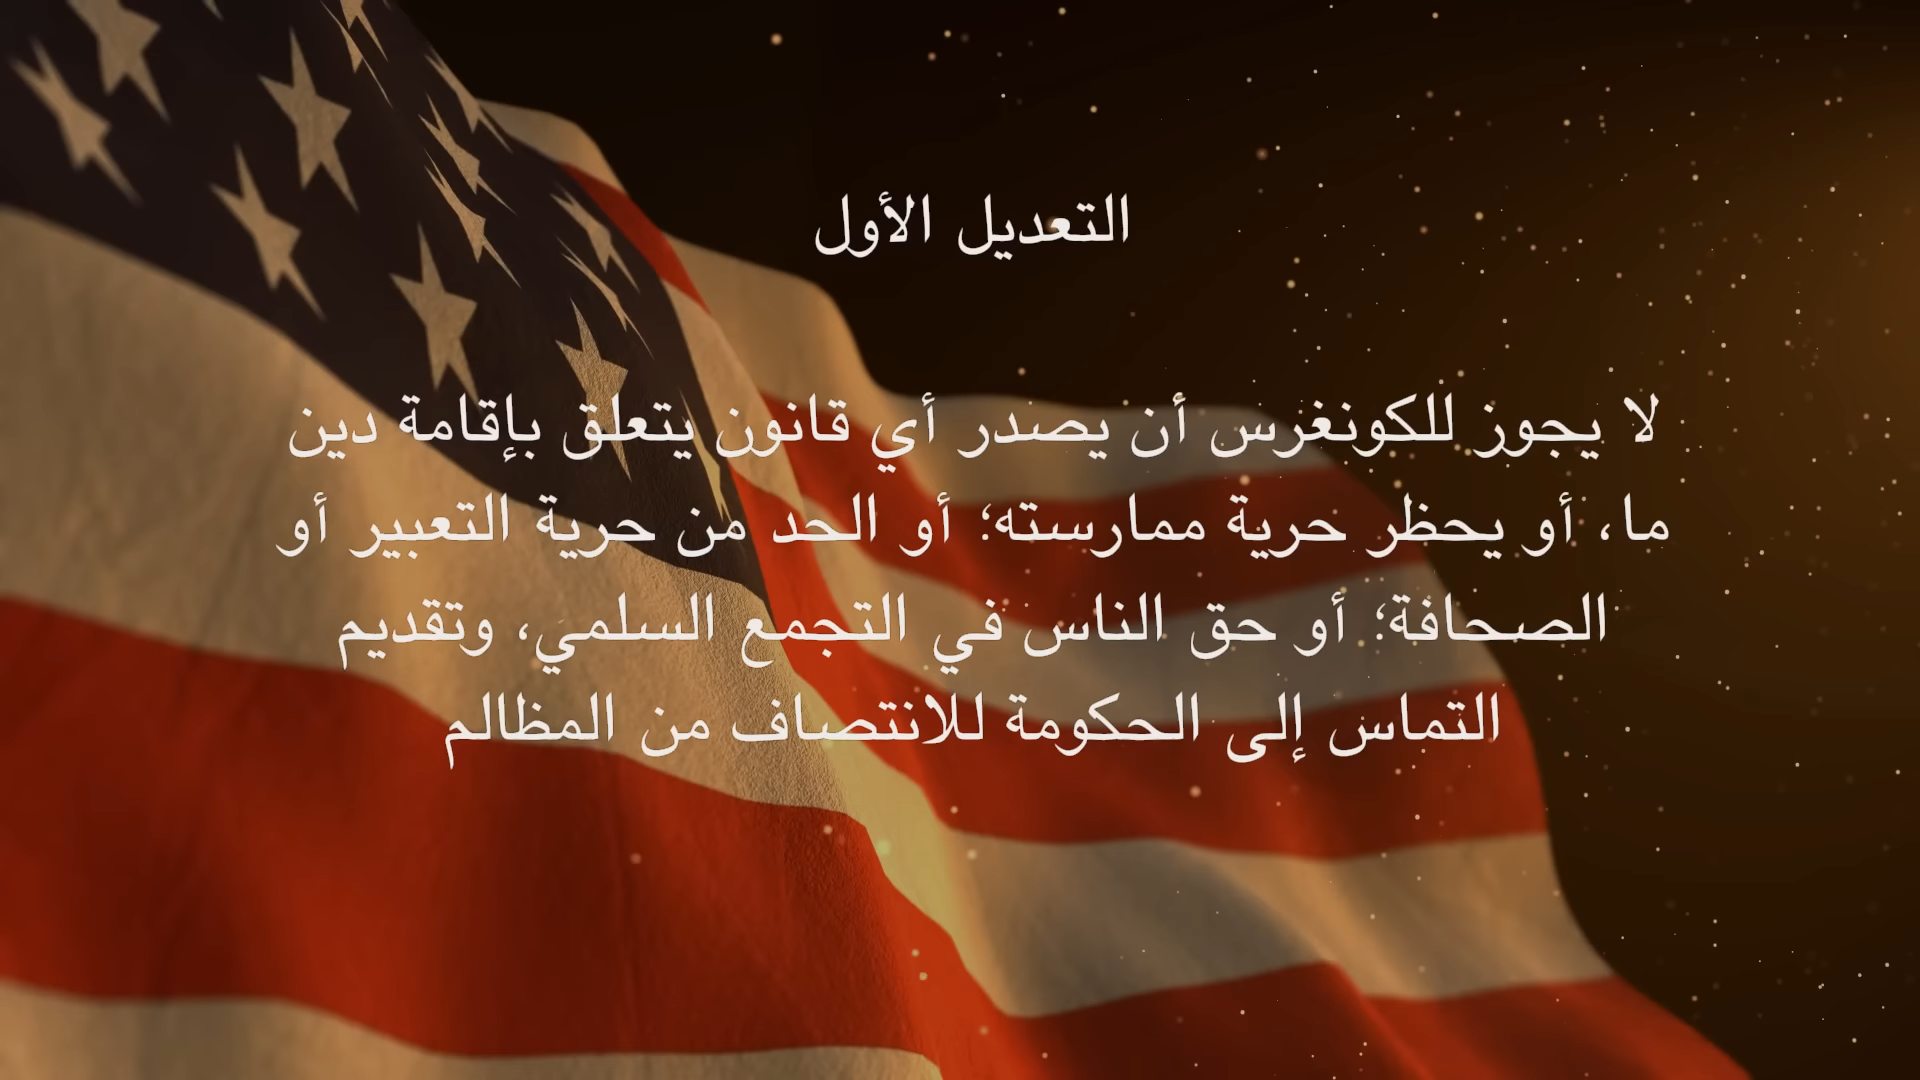 التعديل الأول
لا يجوز للكونغرس أن يصدر أي قانون يتعلق بإقامة دين
ما، أو يحظر حرية ممارسته؛ أو الحد من حرية التعبير أو
الصحافة؛ أو حق الناس في التجمع السلمي، وتقديم
التماس إلى الحكومة للانتصاف من المظالم